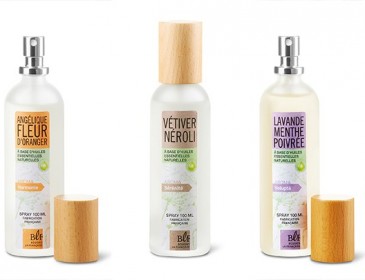 ANGÉLIQUE
FLEUR
D'ORANGER
À BASE D'HUILES
ESSENTIELLES
NATURELLES
SPRAY 100 ML
FABRICATION
FRANÇAISE
VÉTIVER
NÉROLI
À BASE D'HUILES
ESSENTIELLES
NATURELLES
SPRAY 100 ML
FABRICATION
FRANÇAISE
LAVANDE
MENTHE
POIVRÉE
À BASE D'HUILES
ESSENTIELLES
NATURELLES
SPRAY 100 ML
FABRICATION
FRANÇAISE